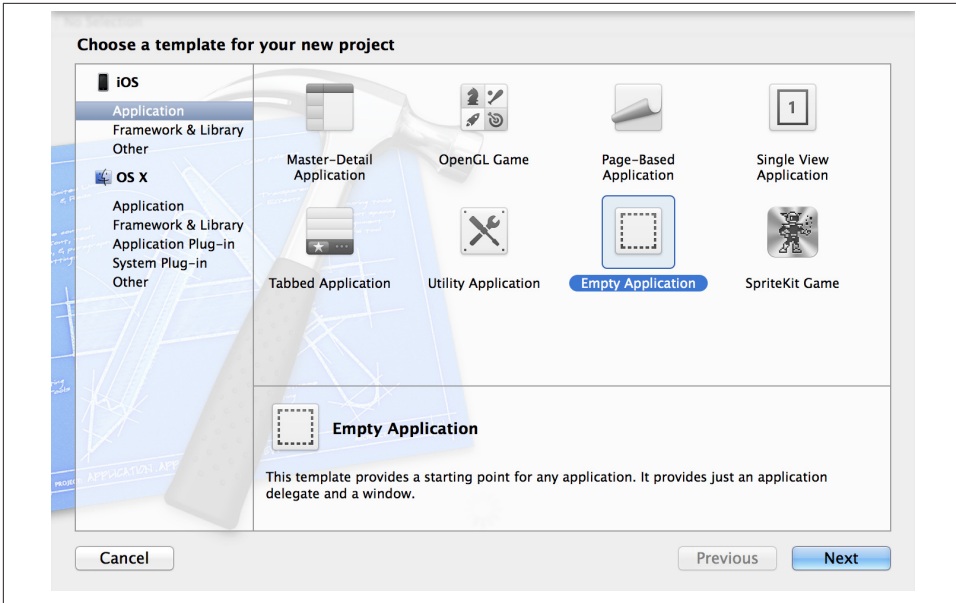 No Selection
Choose a template for your new project
iOS
Application
Framework & Library
Other
OS X
Application
Framework & Library
Application Plug-in
System Plug-in
Other
Master-Detail
Application
OpenGL Game
Page-Based
Application
1
Single View
Application
Tabbed Application
Utility Application
Empty Application
SpriteKit Game
Empty Application
This template provides a starting point for any application. It provides just an application
delegate and a window.
Cancel
Previous
Next